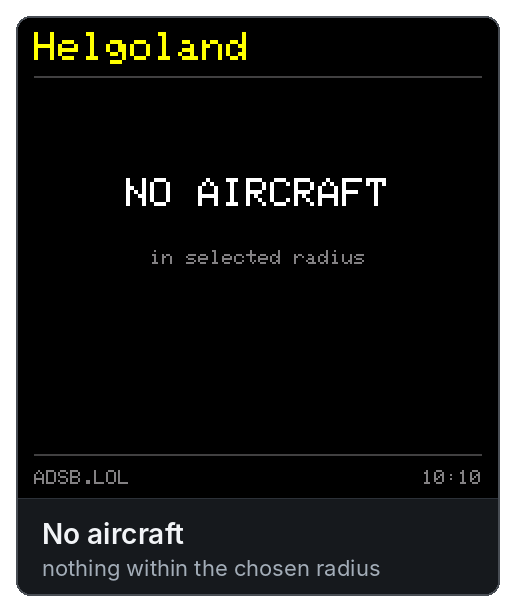 Helgoland
NO AIRCRAFT
in selected radius
ADSB.LOL 10:10
No aircraft
nothing within the chosen radius